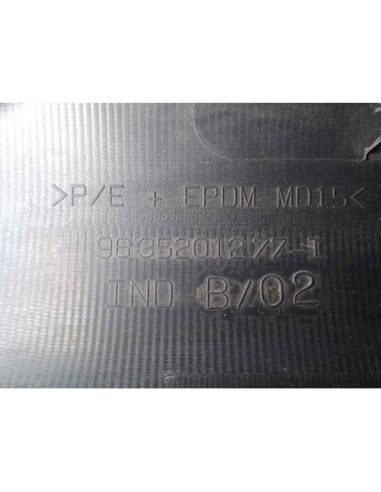 >P/E + EPDM MD15<
9635201277-1
IND B/02